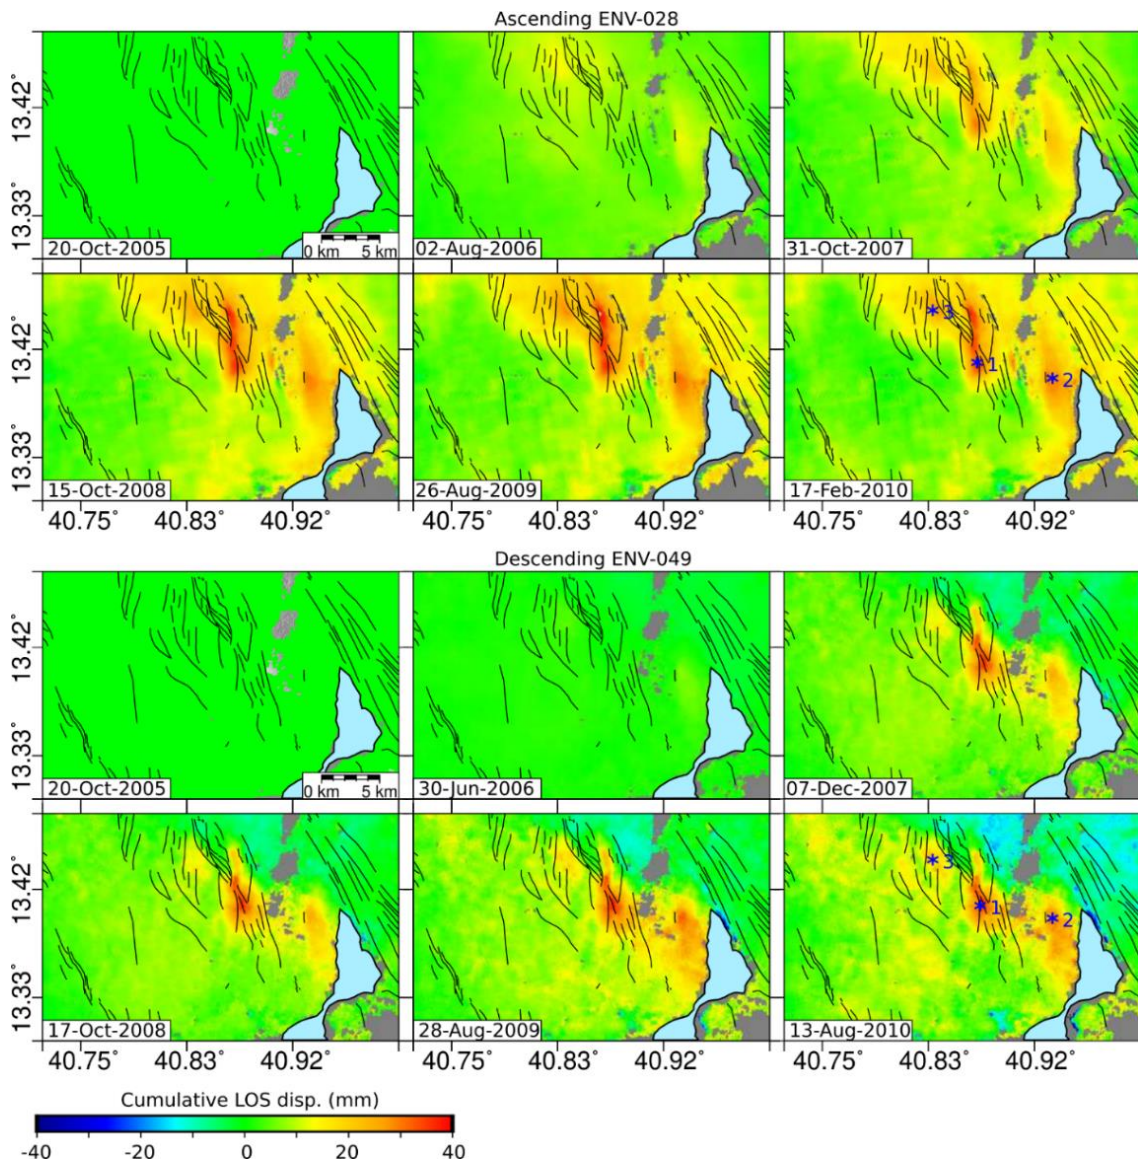 Ascending ENV-028
13.42°
13.33°
20-Oct-2005
0 km 5 km
02-Aug-2006
31-Oct-2007
13.42°
13.33°
15-Oct-2008
26-Aug-2009
*3
*1
*2
17-Feb-2010
40.75° 40.83° 40.92° 40.75° 40.83° 40.92° 40.75° 40.83° 40.92°
Descending ENV-049
13.42°
13.33°
20-Oct-2005
0 km 5 km
30-Jun-2006
07-Dec-2007
13.42°
13.33°
17-Oct-2008
28-Aug-2009
*3
*1
*2
13-Aug-2010
40.75° 40.83° 40.92° 40.75° 40.83° 40.92° 40.75° 40.83° 40.92°
Cumulative LOS disp. (mm)
-40 -20 0 20 40